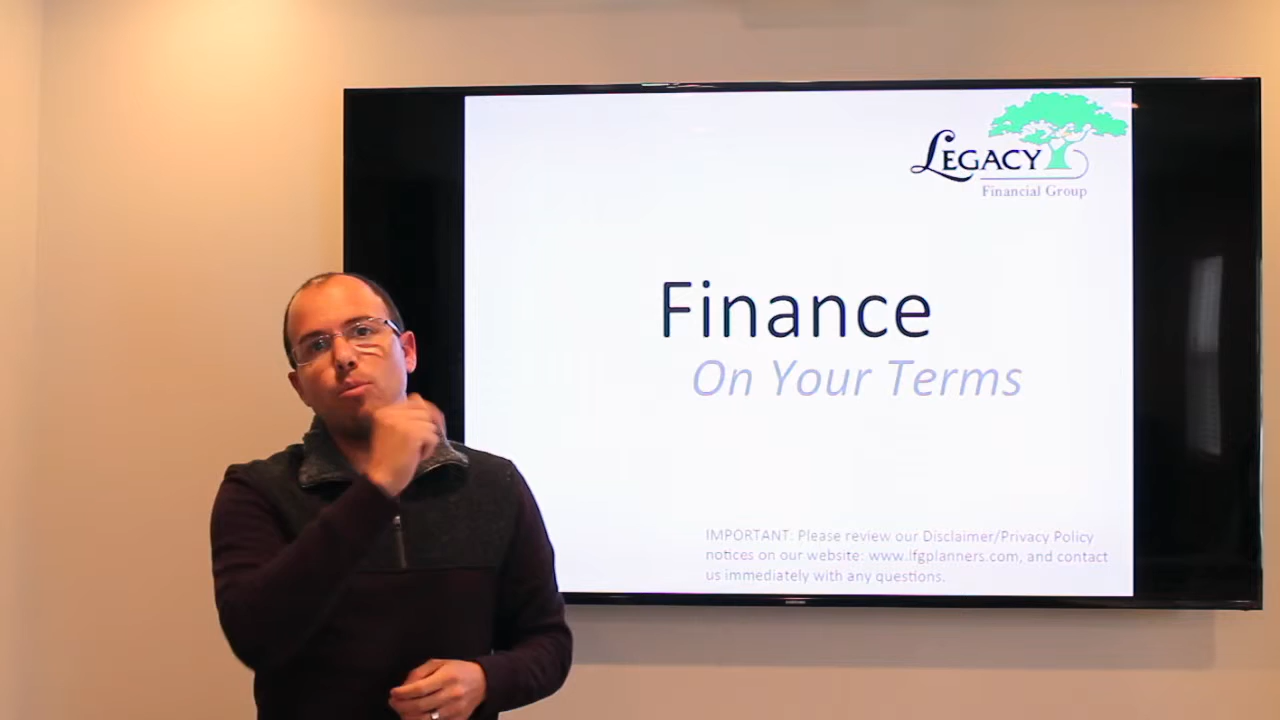 LEGACY
Financial Group
Finance
On Your Terms
IMPORTANT: Please review our Disclaimer/Privacy Policy
notices on our website: www.lfgplanners.com, and contact
us immediately with any questions.